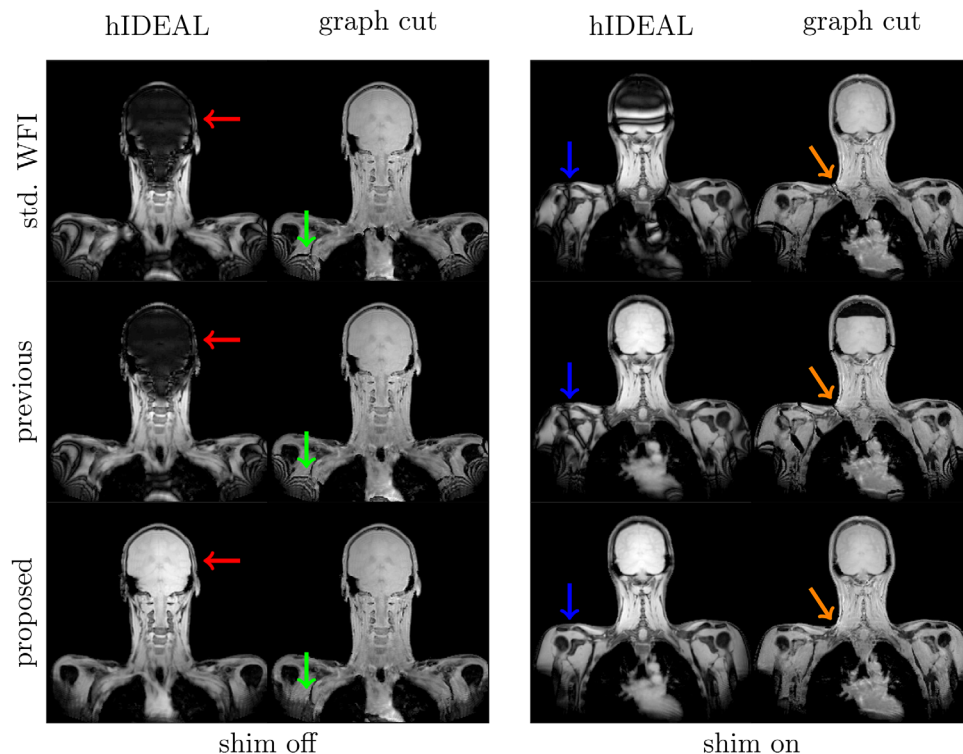 hIDEAL graph cut hIDEAL graph cut
std. WFI
previous
proposed
shim off shim on